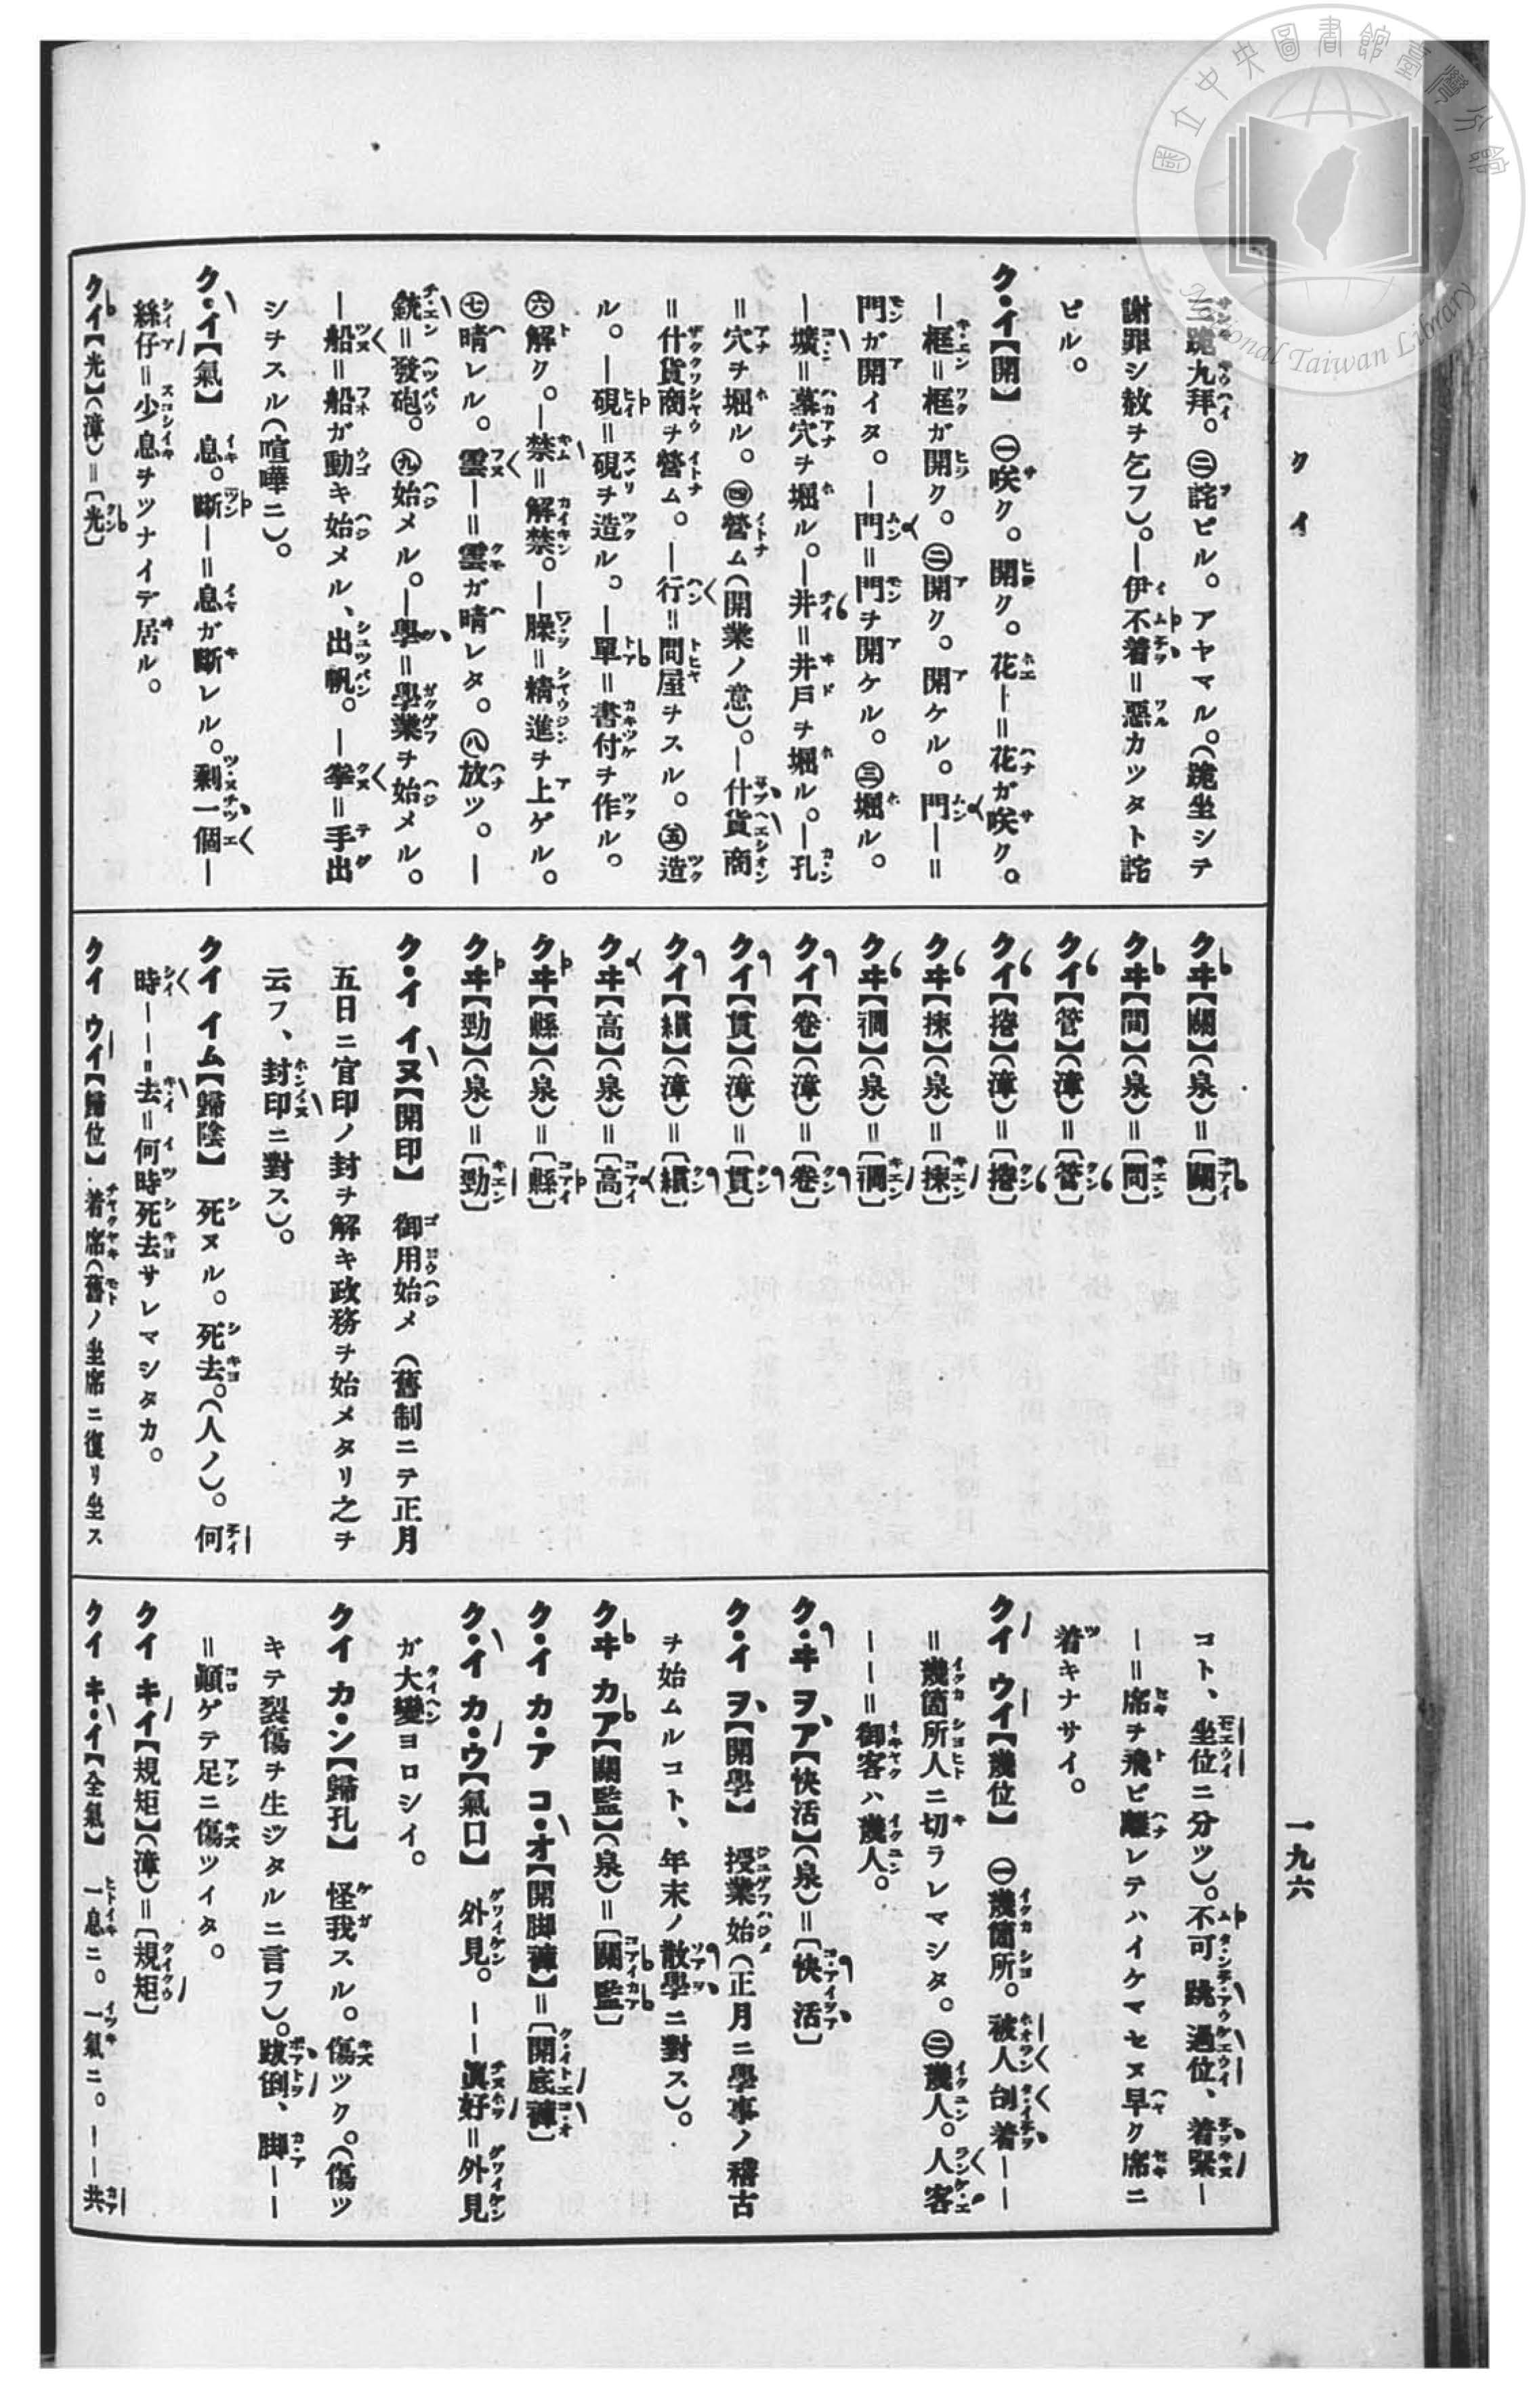 クイ
一九六
三跪九拜。㊁詫ビル。アヤマル。(跪坐シテ
謝罪シ赦ヲ乞フ)。―伊不着=惡カツタト詫
ビル。
ク・イ【開】 ㊀咲ク。開ク。花―=花ガ咲ク。
―框=框ガ開ク。㊁開ク。開ケル。門―=
門ガ開イタ。―門=門ヲ開ケル。㊂堀ル。
―壙=墓穴ヲ堀ル。―井=井戸ヲ堀ル。―孔
=穴ヲ堀ル。㊃營ム(開業ノ意)。―什貨商
=什貨商ヲ營ム。―行=問屋ヲスル。㊄造
ル。―硯=硯ヲ造ル。―單=書付ヲ作ル。
㊅解ク。―禁=解禁。―臊=精進ヲ上ゲル。
㊆晴レル。雲―=雲ガ晴レタ。㊇放ツ。―
銃=發砲。㊈始メル。―學=學業ヲ始メル。
―船=船ガ動キ始メル、出帆。―拳=手出
シヲスル(喧嘩ニ)。
ク・イ【氣】 息。斷―=息ガ斷レル。剩一個―
絲仔=少息ヲツナイデ居ル。
クイ【光】(漳)=〔光〕
クヰ【關】(泉)=〔關〕
クヰ【間】(泉)=〔間〕
クイ【管】(漳)=〔管〕
クイ【捲】(漳)=〔捲〕
クヰ【揀】(泉)=〔揀〕
クヰ【襇】(泉)=〔襇〕
クイ【卷】(漳)=〔卷〕
クイ【貫】(漳)=〔貫〕
クイ【繏】(漳)=〔繏〕
クヰ【高】(泉)=〔高〕
クヰ【縣】(泉)=〔縣〕
クヰ【勁】(泉)=〔勁〕
ク・イ イヌ【開印】 御用始メ (舊制ニテ正月
五日ニ官印ノ封ヲ解キ政務ヲ始メタリ之ヲ
云フ、封印ニ對ス)。
クイ イム【歸陰】 死ヌル。死去。(人ノ)。何
時――去=何時死去サレマシタカ。
クイ ウイ【歸位】 着席(舊ノ坐席ニ復リ坐ス
コト、坐位ニ分ツ)。不可跳過位、着緊―
―=席ヲ飛ビ離レテハイケマセヌ早ク席ニ
着キナサイ。
クイ ウイ【幾位】 ㊀幾箇所。被人刣着――
=幾箇所人ニ切ラレマシタ。㊁幾人。人客
――=御客ハ幾人。
ク・ヰ ヲア【快活】(泉)=〔快活〕
ク・イ ヲ【開學】 授業始(正月ニ學事ノ稽古
ヲ始ムルコト、年末ノ散學ニ對ス)。
クヰ カア【關監】(泉)=〔關監〕
ク・イ カ・ア コ・オ【開脚褲】=〔開底褲〕
ク・イ カ・ウ【氣口】 外見。――眞好=外見
ガ大變ヨロシイ。
クイ カ・ン【歸孔】 怪我スル。傷ツク。(傷ツ
キテ裂傷ヲ生ジタルニ言フ)。跋倒、脚――
=顚ゲテ足ニ傷ツイタ。
クイ キイ【規矩】(漳)=〔規矩〕
クイ キ・イ【全氣】 一息ニ。一氣ニ。――共
國立中央圖書館臺灣分館
National Taiwan Library